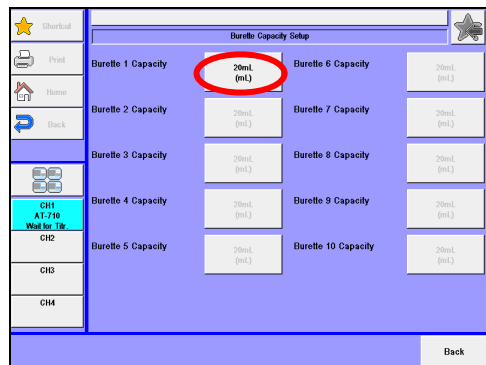 Shortcut
Print
Home
Back
CH1
AT-710
Wait for Titr.
CH2
CH3
CH4
Burette Capacity Setup
Burette 1 Capacity
20mL
(mL)
Burette 2 Capacity
20mL
(mL)
Burette 3 Capacity
20mL
(mL)
Burette 4 Capacity
20mL
(mL)
Burette 5 Capacity
20mL
(mL)
Burette 6 Capacity
20mL
(mL)
Burette 7 Capacity
20mL
(mL)
Burette 8 Capacity
20mL
(mL)
Burette 9 Capacity
20mL
(mL)
Burette 10 Capacity
20mL
(mL)
Back